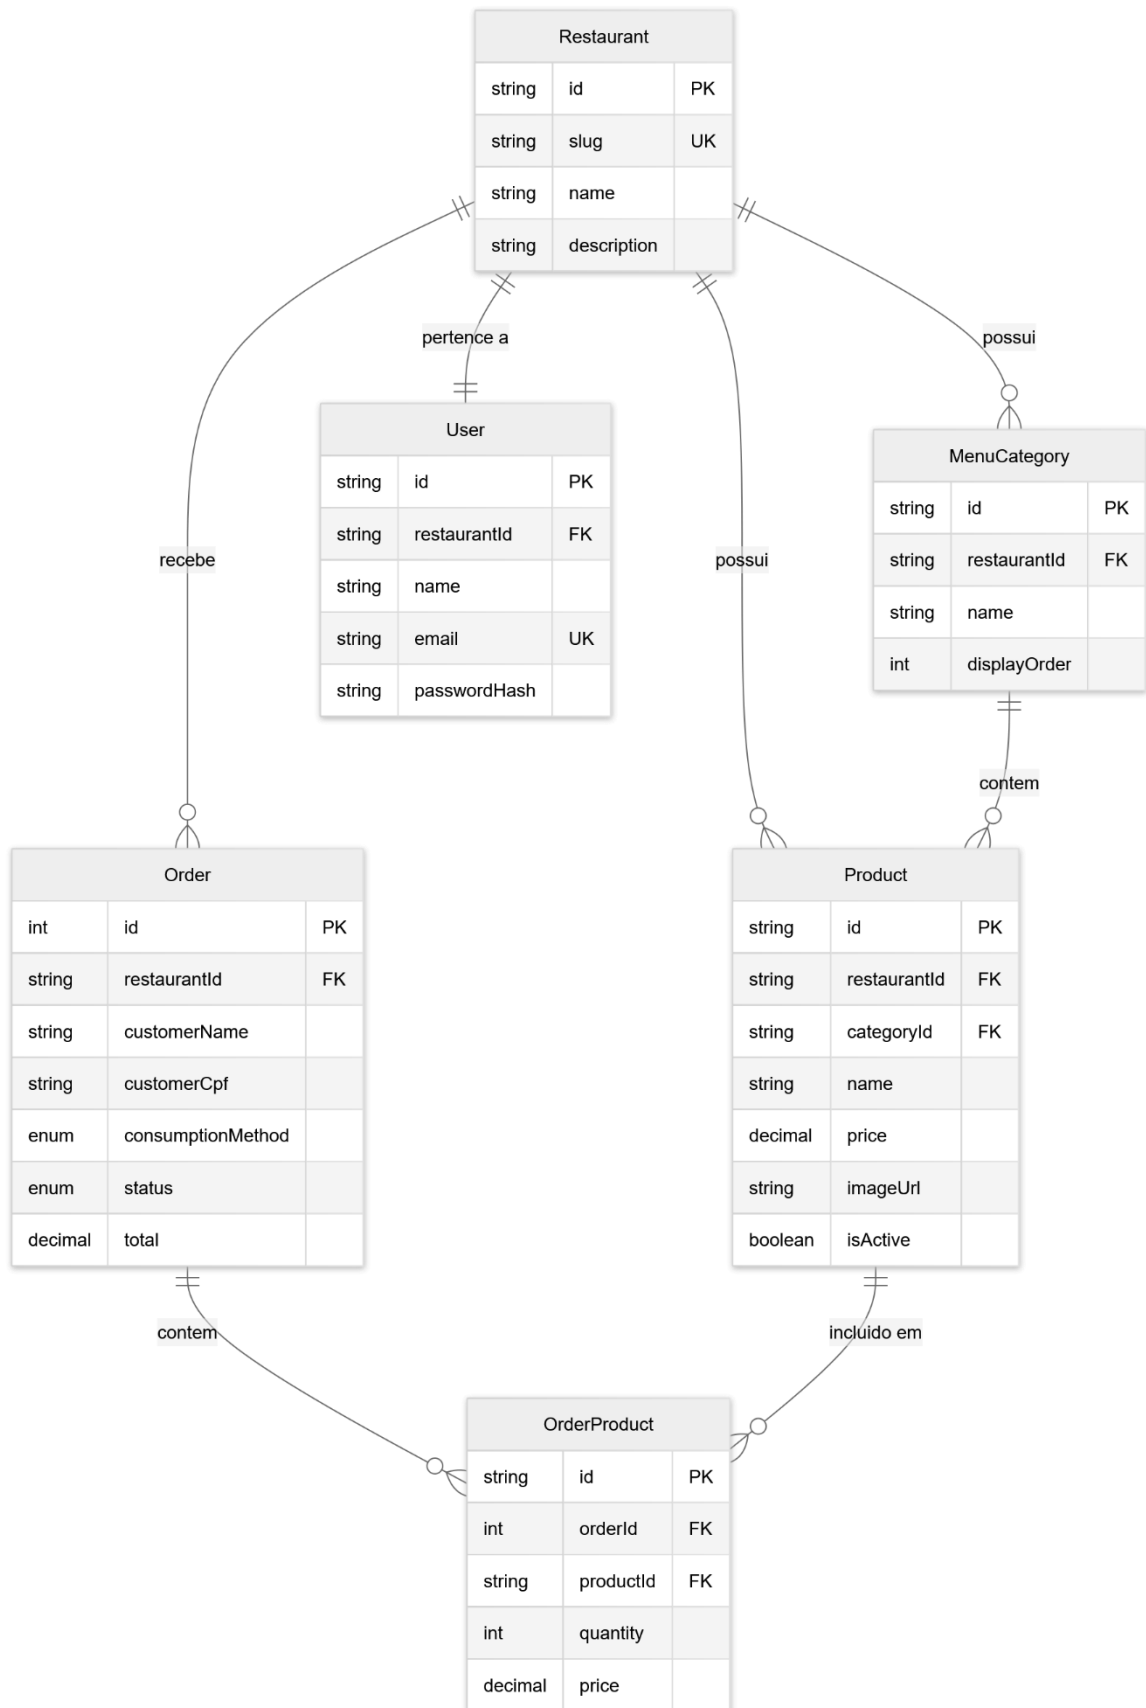 Restaurant
string id PK
string slug UK
string name
string description
pertence a
possui
User
string id PK
string restaurantId FK
string name
string email UK
string passwordHash
MenuCategory
string id PK
string restaurantId FK
string name
int displayOrder
recebe
possui
contem
Order
int id PK
string restaurantId FK
string customerName
string customerCpf
enum consumptionMethod
enum status
decimal total
Product
string id PK
string restaurantId FK
string categoryId FK
string name
decimal price
string imageUrl
boolean isActive
contem
incluido em
OrderProduct
string id PK
int orderId FK
string productId FK
int quantity
decimal price